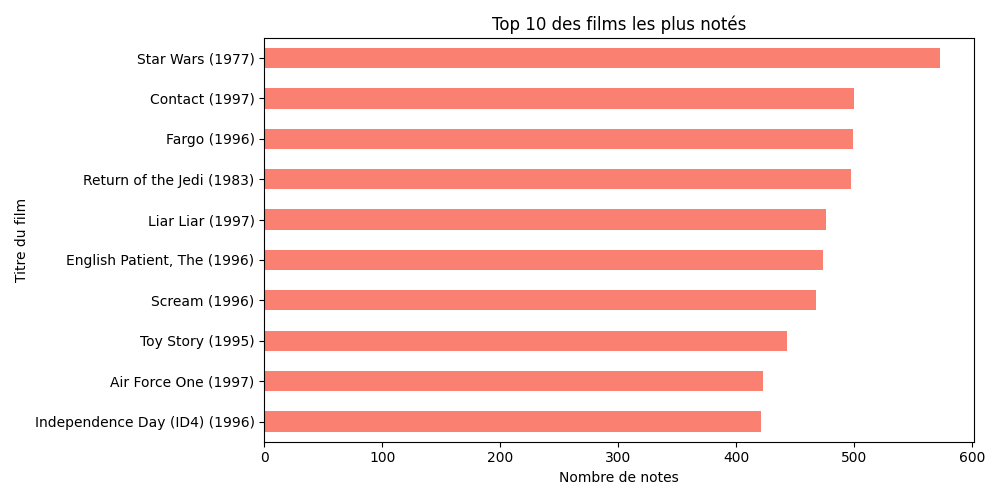 Top 10 des films les plus notés
Titre du film
Star Wars (1977)
Contact (1997)
Fargo (1996)
Return of the Jedi (1983)
Liar Liar (1997)
English Patient, The (1996)
Scream (1996)
Toy Story (1995)
Air Force One (1997)
Independence Day (ID4) (1996)
0 100 200 300 400 500 600
Nombre de notes